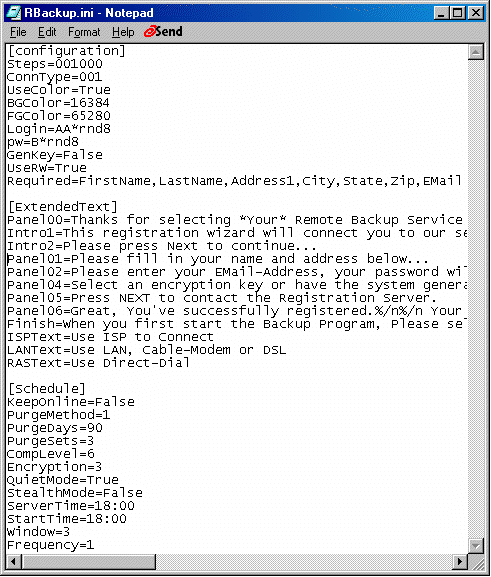 RBackup.ini - Notepad
File Edit Format Help Send
[configuration]
Steps=001000
ConnType=001
UseColor=True
BGColor=16384
FGColor=65280
Login=AA*rnd8
pw=B*rnd8
GenKey=False
UseRW=True
Required=FirstName,LastName,Address1,City,State,Zip,EMail
[ExtendedText]
Panel00=Thanks for selecting *Your* Remote Backup Service
Intro1=This registration wizard will connect you to our se
Intro2=Please press Next to continue...
Panel01=Please fill in your name and address below...
Panel02=Please enter your EMail-Address, your password wil
Panel04=Select an encryption key or have the system genera
Panel05=Press NEXT to contact the Registration Server.
Panel06=Great, You've successfully registered.%/n%/n Your
Finish=When you first start the Backup Program, Please sel
ISPText=Use ISP to Connect
LANText=Use LAN, Cable-Modem or DSL
RASText=Use Direct-Dial
[Schedule]
KeepOnline=False
PurgeMethod=1
PurgeDays=90
PurgeSets=3
CompLevel=6
Encryption=3
QuietMode=True
StealthMode=False
ServerTime=18:00
StartTime=18:00
Window=3
Frequency=1